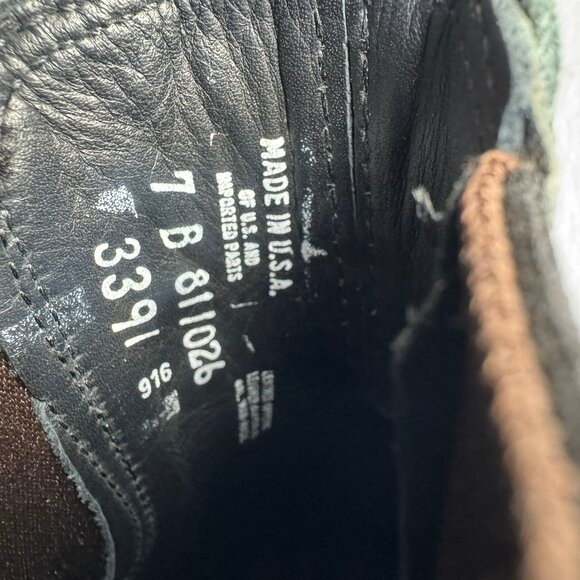 MADE IN U.S.A.
OF U.S. AND
IMPORTED PARTS
7 B 811026
3391
916